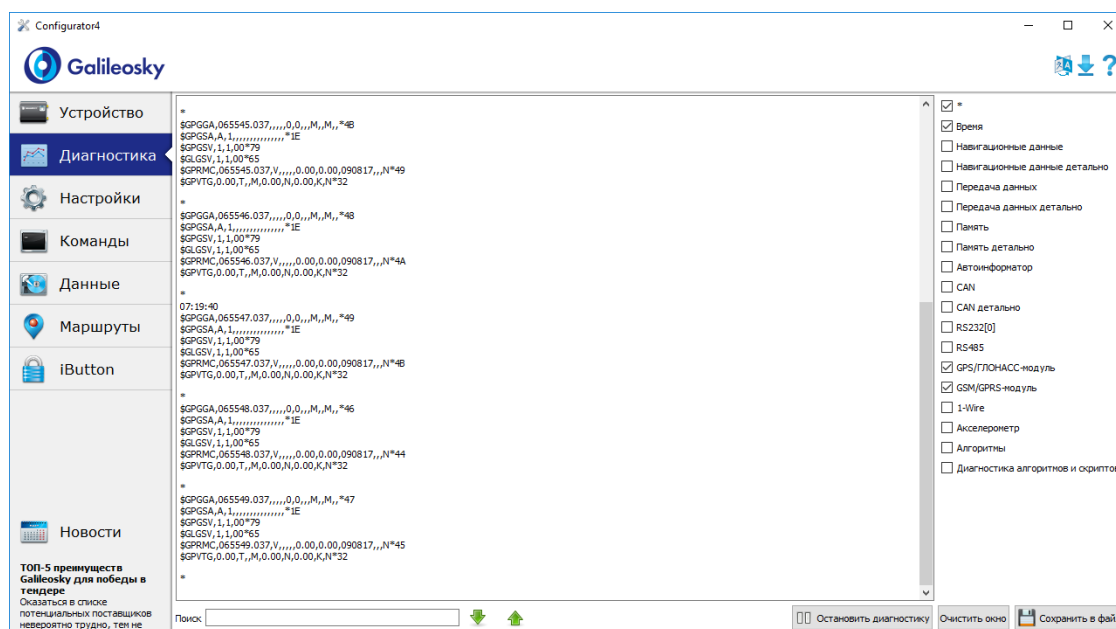 Configurator4
Galileosky
Устройство
Диагностика
Настройки
Команды
Данные
Маршруты
iButton
Новости
ТОП-5 преимуществ
Galileosky для победы в
тендере
Оказаться в списке
потенциальных поставщиков
невероятно трудно, тем не
=
$GPGGA,065545.037,,,,,0,0,,,M,,M,,*4B
$GPGSA,A,1,,,,,,,,,,,,,,,*1E
$GPGSV,1,1,00*79
$GLGSV,1,1,00*65
$GPRMC,065545.037,V,,,,,0.00,0.00,090817,,,N*49
$GPVTG,0.00,T,,M,0.00,N,0.00,K,N*32
=
$GPGGA,065546.037,,,,,0,0,,,M,,M,,*48
$GPGSA,A,1,,,,,,,,,,,,,,,*1E
$GPGSV,1,1,00*79
$GLGSV,1,1,00*65
$GPRMC,065546.037,V,,,,,0.00,0.00,090817,,,N*4A
$GPVTG,0.00,T,,M,0.00,N,0.00,K,N*32
=
07:19:40
$GPGGA,065547.037,,,,,0,0,,,M,,M,,*49
$GPGSA,A,1,,,,,,,,,,,,,,,*1E
$GPGSV,1,1,00*79
$GLGSV,1,1,00*65
$GPRMC,065547.037,V,,,,,0.00,0.00,090817,,,N*4B
$GPVTG,0.00,T,,M,0.00,N,0.00,K,N*32
=
$GPGGA,065548.037,,,,,0,0,,,M,,M,,*46
$GPGSA,A,1,,,,,,,,,,,,,,,*1E
$GPGSV,1,1,00*79
$GLGSV,1,1,00*65
$GPRMC,065548.037,V,,,,,0.00,0.00,090817,,,N*44
$GPVTG,0.00,T,,M,0.00,N,0.00,K,N*32
=
$GPGGA,065549.037,,,,,0,0,,,M,,M,,*47
$GPGSA,A,1,,,,,,,,,,,,,,,*1E
$GPGSV,1,1,00*79
$GLGSV,1,1,00*65
$GPRMC,065549.037,V,,,,,0.00,0.00,090817,,,N*45
$GPVTG,0.00,T,,M,0.00,N,0.00,K,N*32
=
*
Время
Навигационные данные
Навигационные данные детально
Передача данных
Передача данных детально
Память
Память детально
Автоинформатор
CAN
CAN детально
RS232[0]
RS485
GPS/ГЛОНАСС-модуль
GSM/GPRS-модуль
1-Wire
Акселерометр
Алгоритмы
Диагностика алгоритмов и скриптов
Поиск
Остановить диагностику
Очистить окно
Сохранить в фай